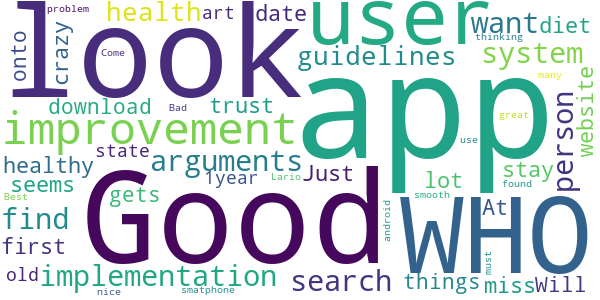 look
app
Good
WHO
user
improvement
implementation
arguments
search
system
find
guidelines
want
health
person
website
diet
date
art
crazy
onto
problem
Come
Bad
thinking
many
great
download
trust
state
healthy
seems
gets
1year
Just
Lario
lot
stay
use
found
smooth
At
first
old
nice
smatphone
Best
android
things
must
miss
Will